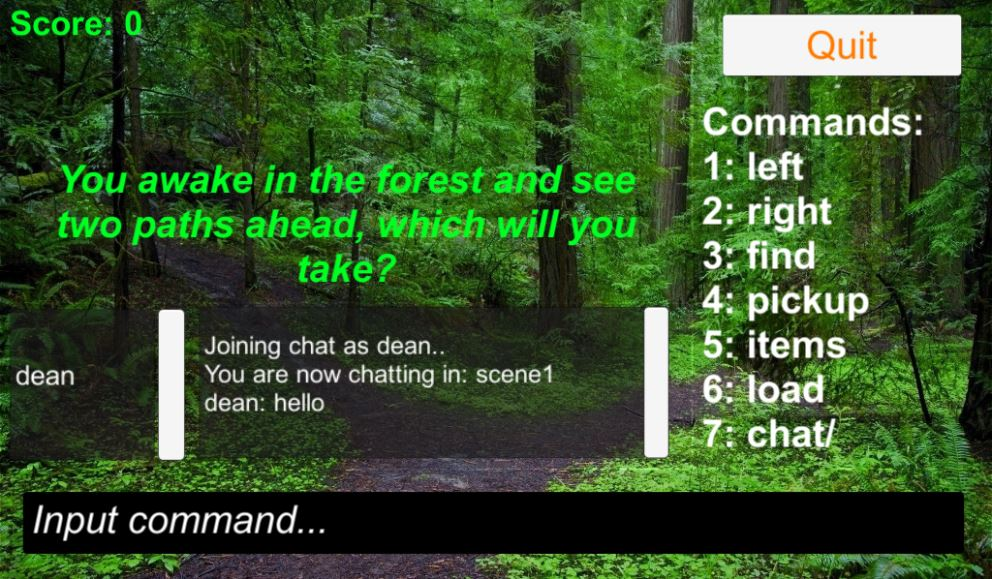 Score: 0
Quit
You awake in the forest and see
two paths ahead, which will you
take?
Commands:
1: left
2: right
3: find
4: pickup
5: items
6: load
7: chat/
dean
Joining chat as dean..
You are now chatting in: scene1
dean: hello
Input command...